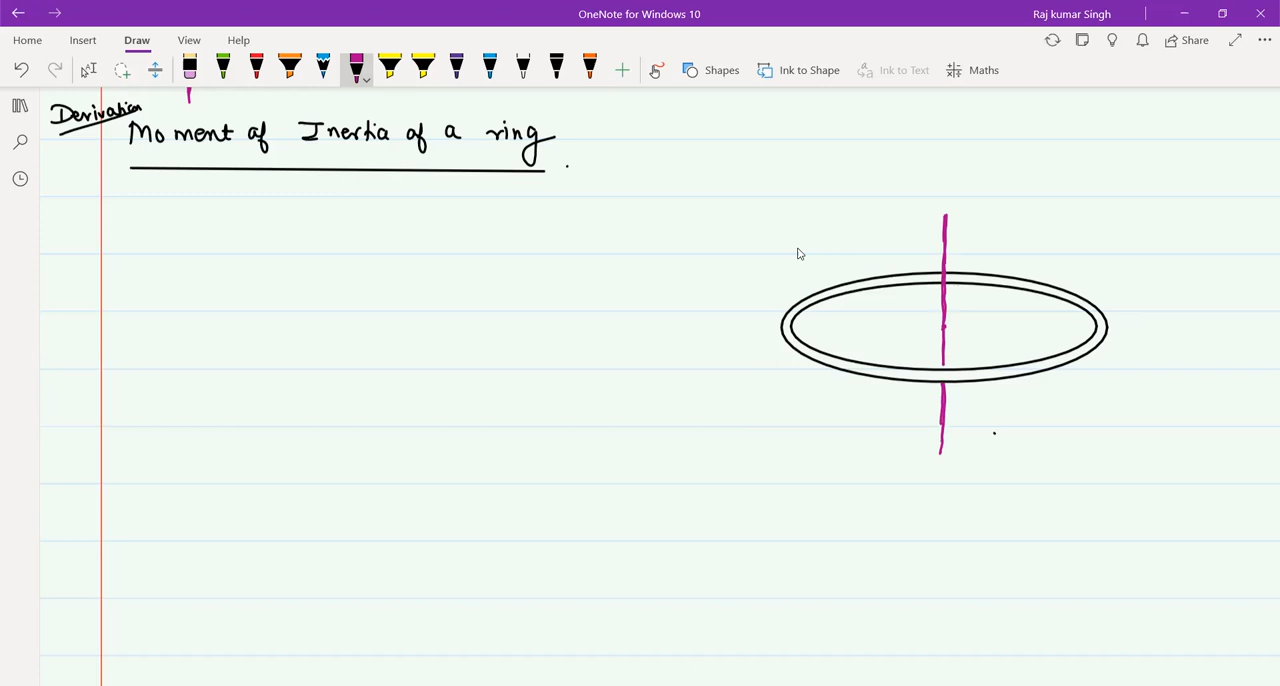 OneNote for Windows 10
Raj kumar Singh
Home Insert Draw View Help
Share
Shapes
Ink to Shape
Ink to Text
Maths
Derivation
Moment of Inertia of a ring